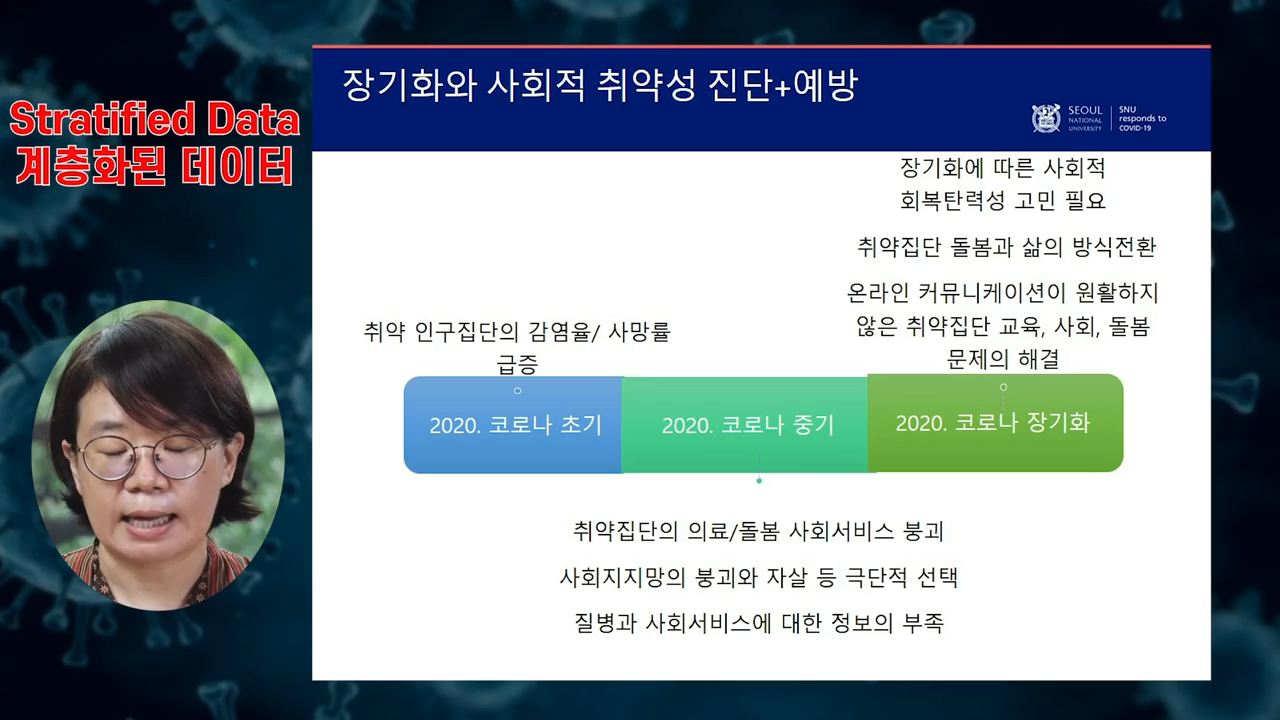 Stratified Data
계층화된 데이터
장기화와 사회적 취약성 진단+예방
SEOUL
NATIONAL
UNIVERSITY
SNU
responds to
COVID-19
장기화에 따른 사회적
회복탄력성 고민 필요
취약집단 돌봄과 삶의 방식전환
온라인 커뮤니케이션이 원활하지
않은 취약집단 교육, 사회, 돌봄
문제의 해결
취약 인구집단의 감염율/ 사망률
급증
2020. 코로나 초기
2020. 코로나 중기
2020. 코로나 장기화
취약집단의 의료/돌봄 사회서비스 붕괴
사회지지망의 붕괴와 자살 등 극단적 선택
질병과 사회서비스에 대한 정보의 부족